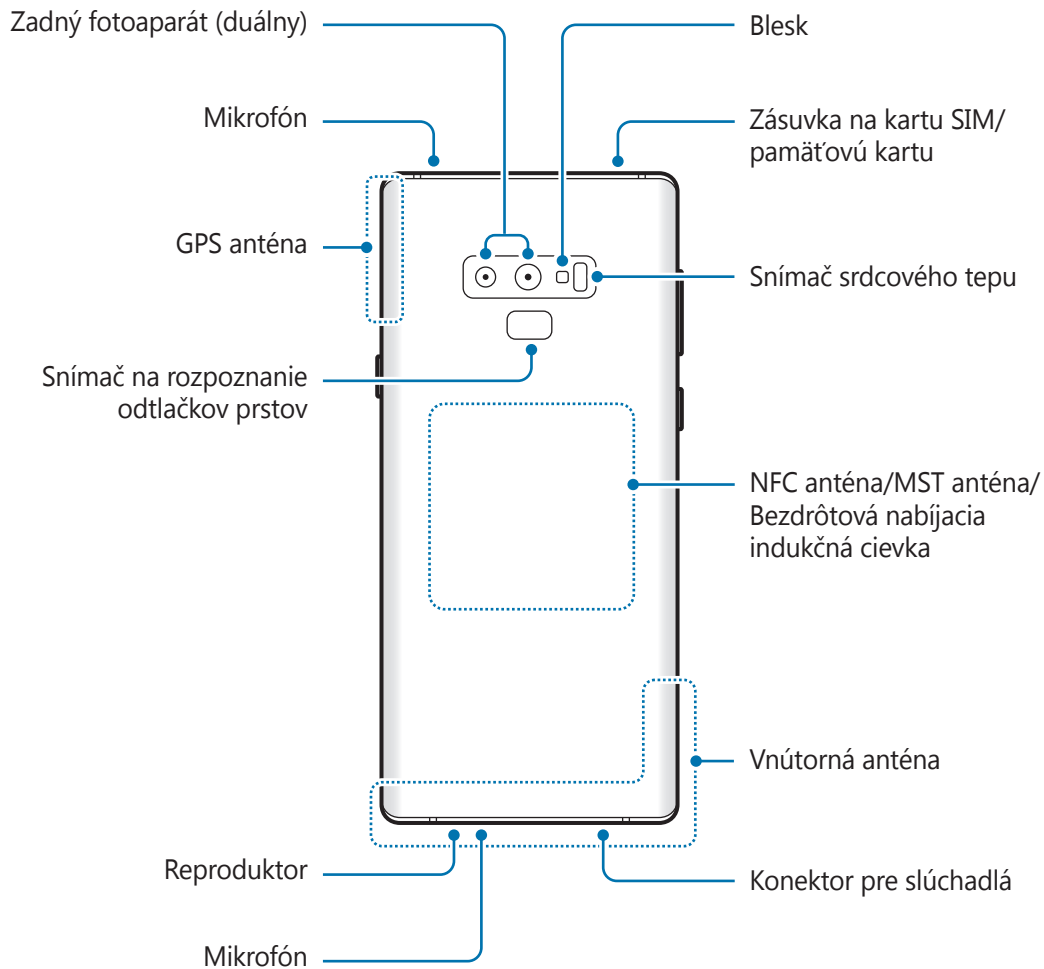 Zadný fotoaparát (duálny)
Blesk
Mikrofón
Zásuvka na kartu SIM/
pamäťovú kartu
GPS anténa
Snímač srdcového tepu
Snímač na rozpoznanie
odtlačkov prstov
NFC anténa/MST anténa/
Bezdrôtová nabíjacia
indukčná cievka
Vnútorná anténa
Reproduktor
Konektor pre slúchadlá
Mikrofón